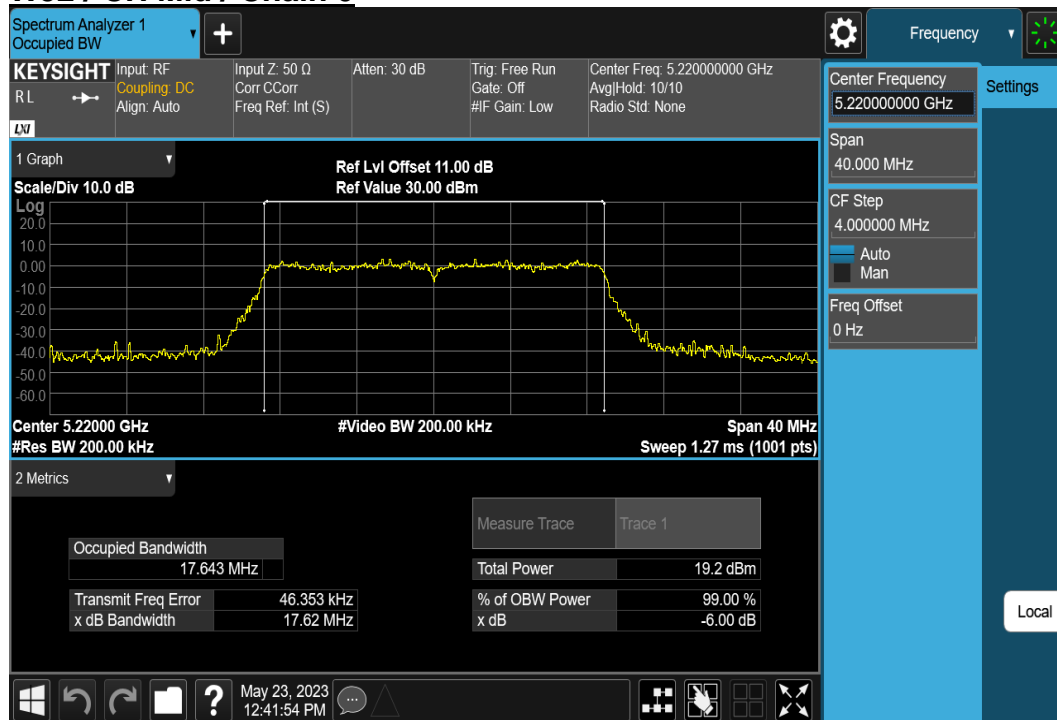 Spectrum Analyzer 1
Occupied BW
+
Frequency
KEYSIGHT
RL
LXI
Input: RF
Coupling: DC
Align: Auto
Input Z: 50 Ω
Corr CCorr
Freq Ref: Int (S)
Atten: 30 dB
Trig: Free Run
Gate: Off
#IF Gain: Low
Center Freq: 5.220000000 GHz
Avg|Hold: 10/10
Radio Std: None
Center Frequency
5.220000000 GHz
Settings
Span
40.000 MHz
CF Step
4.000000 MHz
Auto
Man
Freq Offset
0 Hz
1 Graph
Scale/Div 10.0 dB
Ref Lvl Offset 11.00 dB
Ref Value 30.00 dBm
Log
20.0
10.0
0.00
-10.0
-20.0
-30.0
-40.0
-50.0
-60.0
Center 5.22000 GHz
#Video BW 200.00 kHz
Span 40 MHz
#Res BW 200.00 kHz
Sweep 1.27 ms (1001 pts)
2 Metrics
Measure Trace Trace 1
Occupied Bandwidth
17.643 MHz
Total Power 19.2 dBm
Transmit Freq Error 46.353 kHz
% of OBW Power 99.00 %
x dB Bandwidth 17.62 MHz
x dB -6.00 dB
Local
?
May 23, 2023
12:41:54 PM